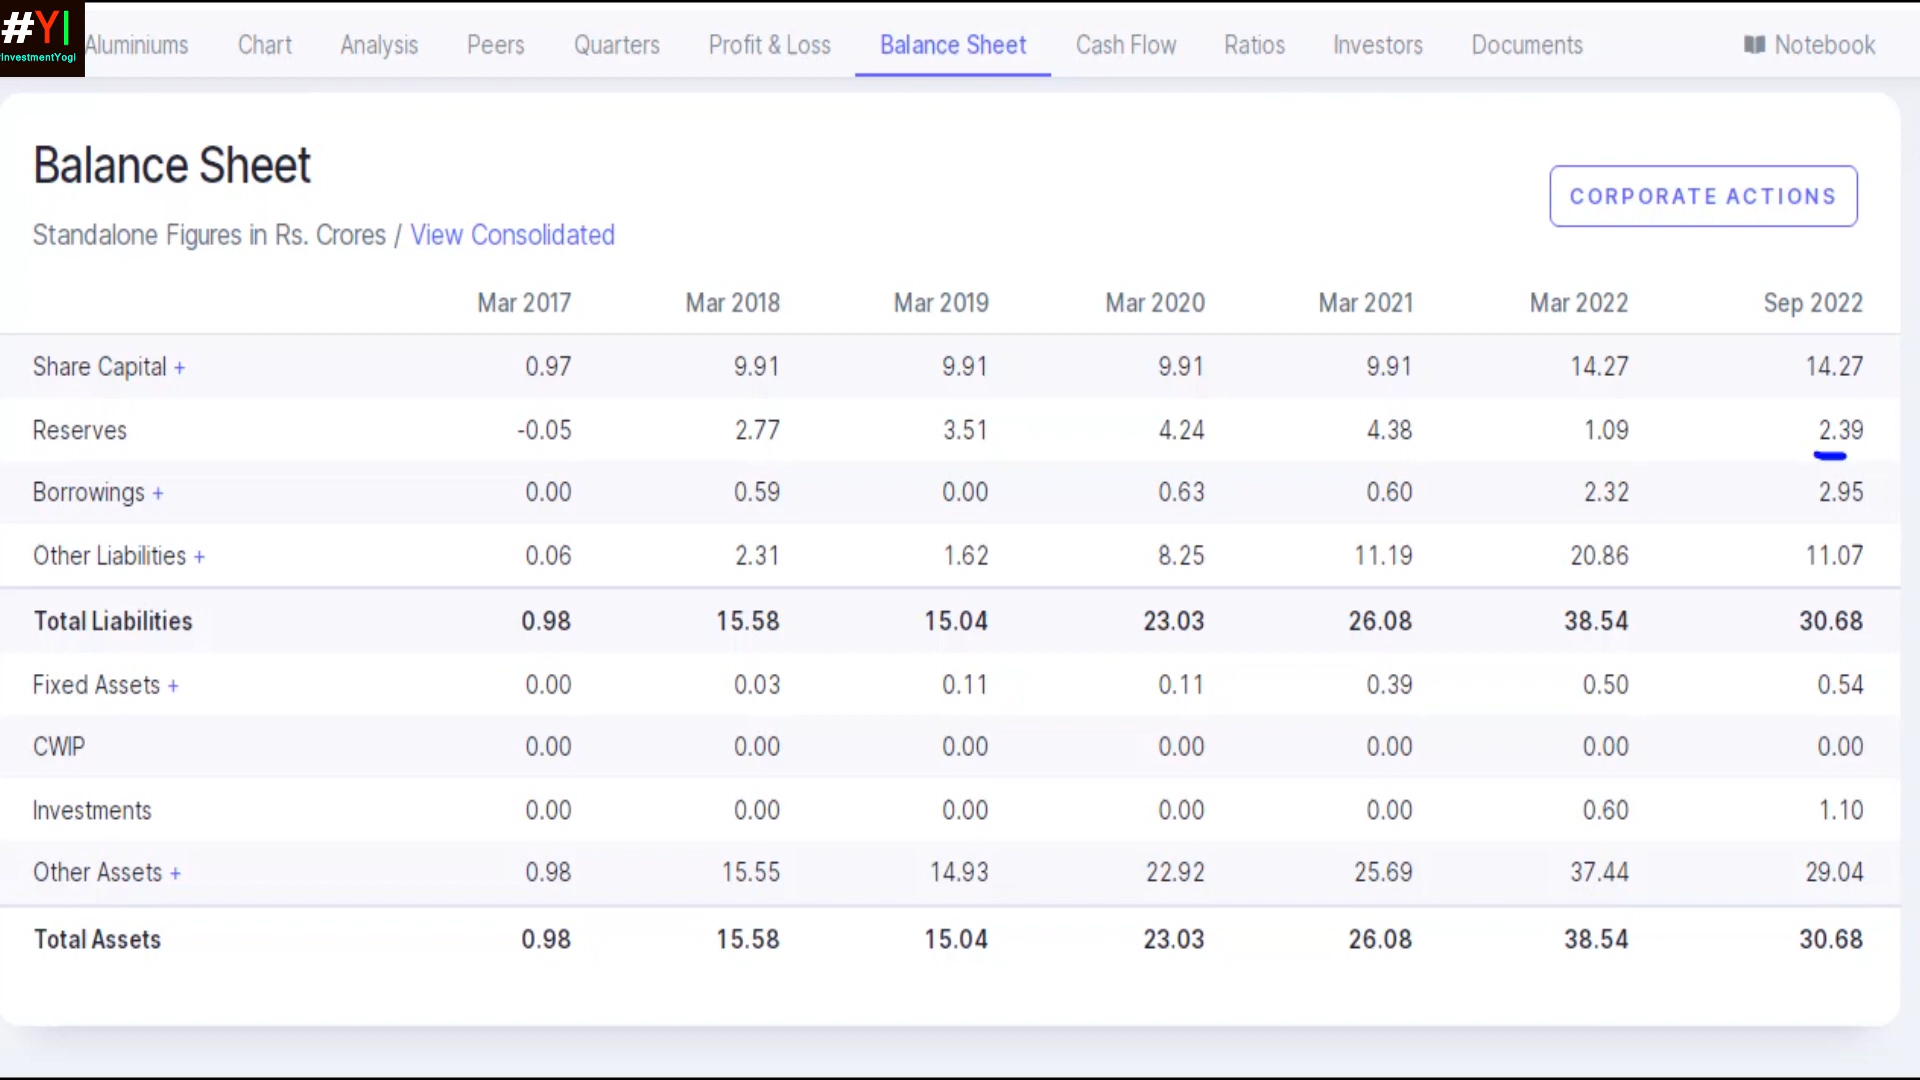 #YI
InvestmentYogi
Aluminiums Chart Analysis Peers Quarters Profit & Loss Balance Sheet Cash Flow Ratios Investors Documents Notebook
Balance Sheet
CORPORATE ACTIONS
Standalone Figures in Rs. Crores / View Consolidated
Mar 2017 Mar 2018 Mar 2019 Mar 2020 Mar 2021 Mar 2022 Sep 2022
Share Capital + 0.97 9.91 9.91 9.91 9.91 14.27 14.27
Reserves -0.05 2.77 3.51 4.24 4.38 1.09 2.39
Borrowings + 0.00 0.59 0.00 0.63 0.60 2.32 2.95
Other Liabilities + 0.06 2.31 1.62 8.25 11.19 20.86 11.07
Total Liabilities 0.98 15.58 15.04 23.03 26.08 38.54 30.68
Fixed Assets + 0.00 0.03 0.11 0.11 0.39 0.50 0.54
CWIP 0.00 0.00 0.00 0.00 0.00 0.00 0.00
Investments 0.00 0.00 0.00 0.00 0.00 0.60 1.10
Other Assets + 0.98 15.55 14.93 22.92 25.69 37.44 29.04
Total Assets 0.98 15.58 15.04 23.03 26.08 38.54 30.68